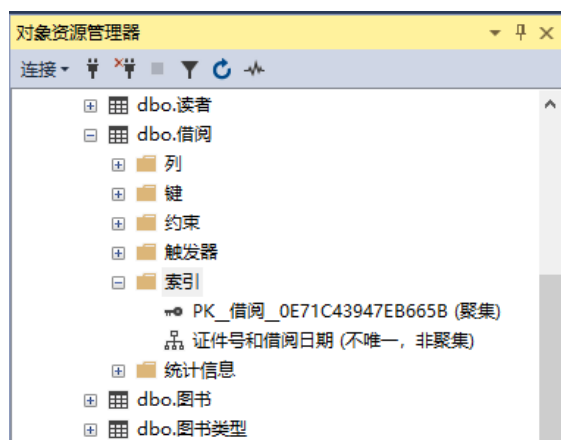 对象资源管理器
连接
dbo.读者
dbo.借阅
列
键
约束
触发器
索引
PK__借阅__0E71C43947EB665B (聚集)
证件号和借阅日期 (不唯一，非聚集)
统计信息
dbo.图书
dbo.图书类型